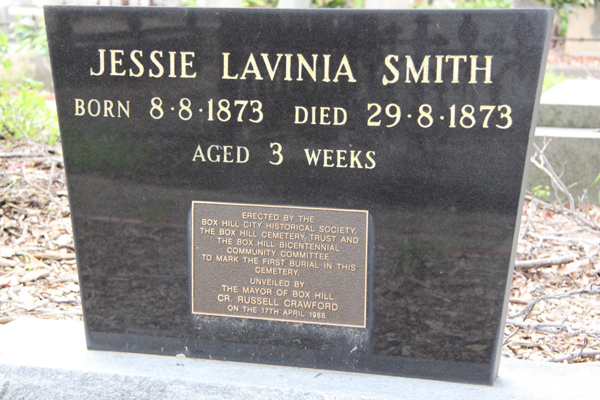 JESSIE LAVINIA SMITH
BORN 8·8·1873 DIED 29·8·1873
AGED 3 WEEKS
ERECTED BY THE
BOX HILL CITY HISTORICAL SOCIETY,
THE BOX HILL CEMETERY, TRUST AND
THE BOX HILL BICENTENNIAL
COMMUNITY COMMITTEE
TO MARK THE FIRST BURIAL IN THIS
CEMETERY.
UNVEILED BY
THE MAYOR OF BOX HILL
CR. RUSSELL CRAWFORD
ON THE 17TH APRIL 1988.